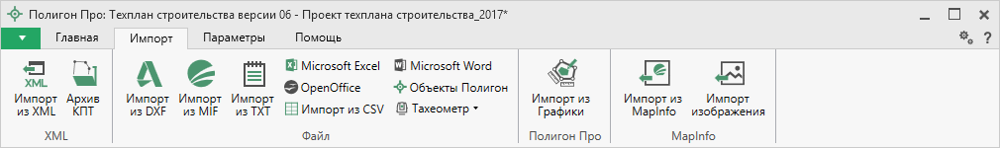 Полигон Про: Техплан строительства версии 06 - Проект техплана строительства_2017*
Главная Импорт Параметры Помощь
?
XML
Импорт из XML
Архив КПТ
XML
Импорт из DXF
Импорт из MIF
Импорт из TXT
Microsoft Excel
OpenOffice
Импорт из CSV
Microsoft Word
Объекты Полигон
Тахеометр
Файл
Импорт из Графики
Полигон Про
Импорт из MapInfo
Импорт изображения
MapInfo